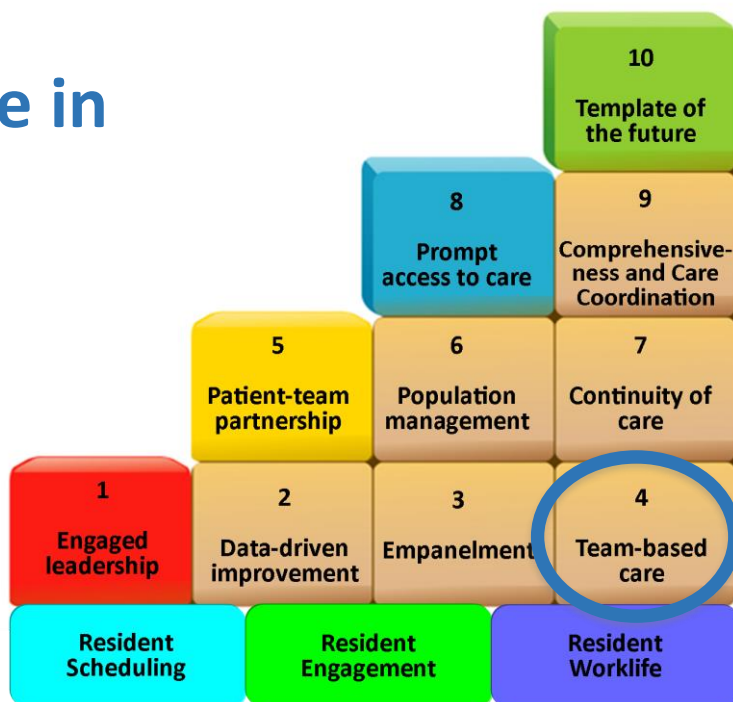 e in
10
Template of
the future
8
Prompt
access to care
9
Comprehensive-
ness and Care
Coordination
5
Patient-team
partnership
6
Population
management
7
Continuity of
care
1
Engaged
leadership
2
Data-driven
improvement
3
Empanelment
4
Team-based
care
Resident
Scheduling
Resident
Engagement
Resident
Worklife